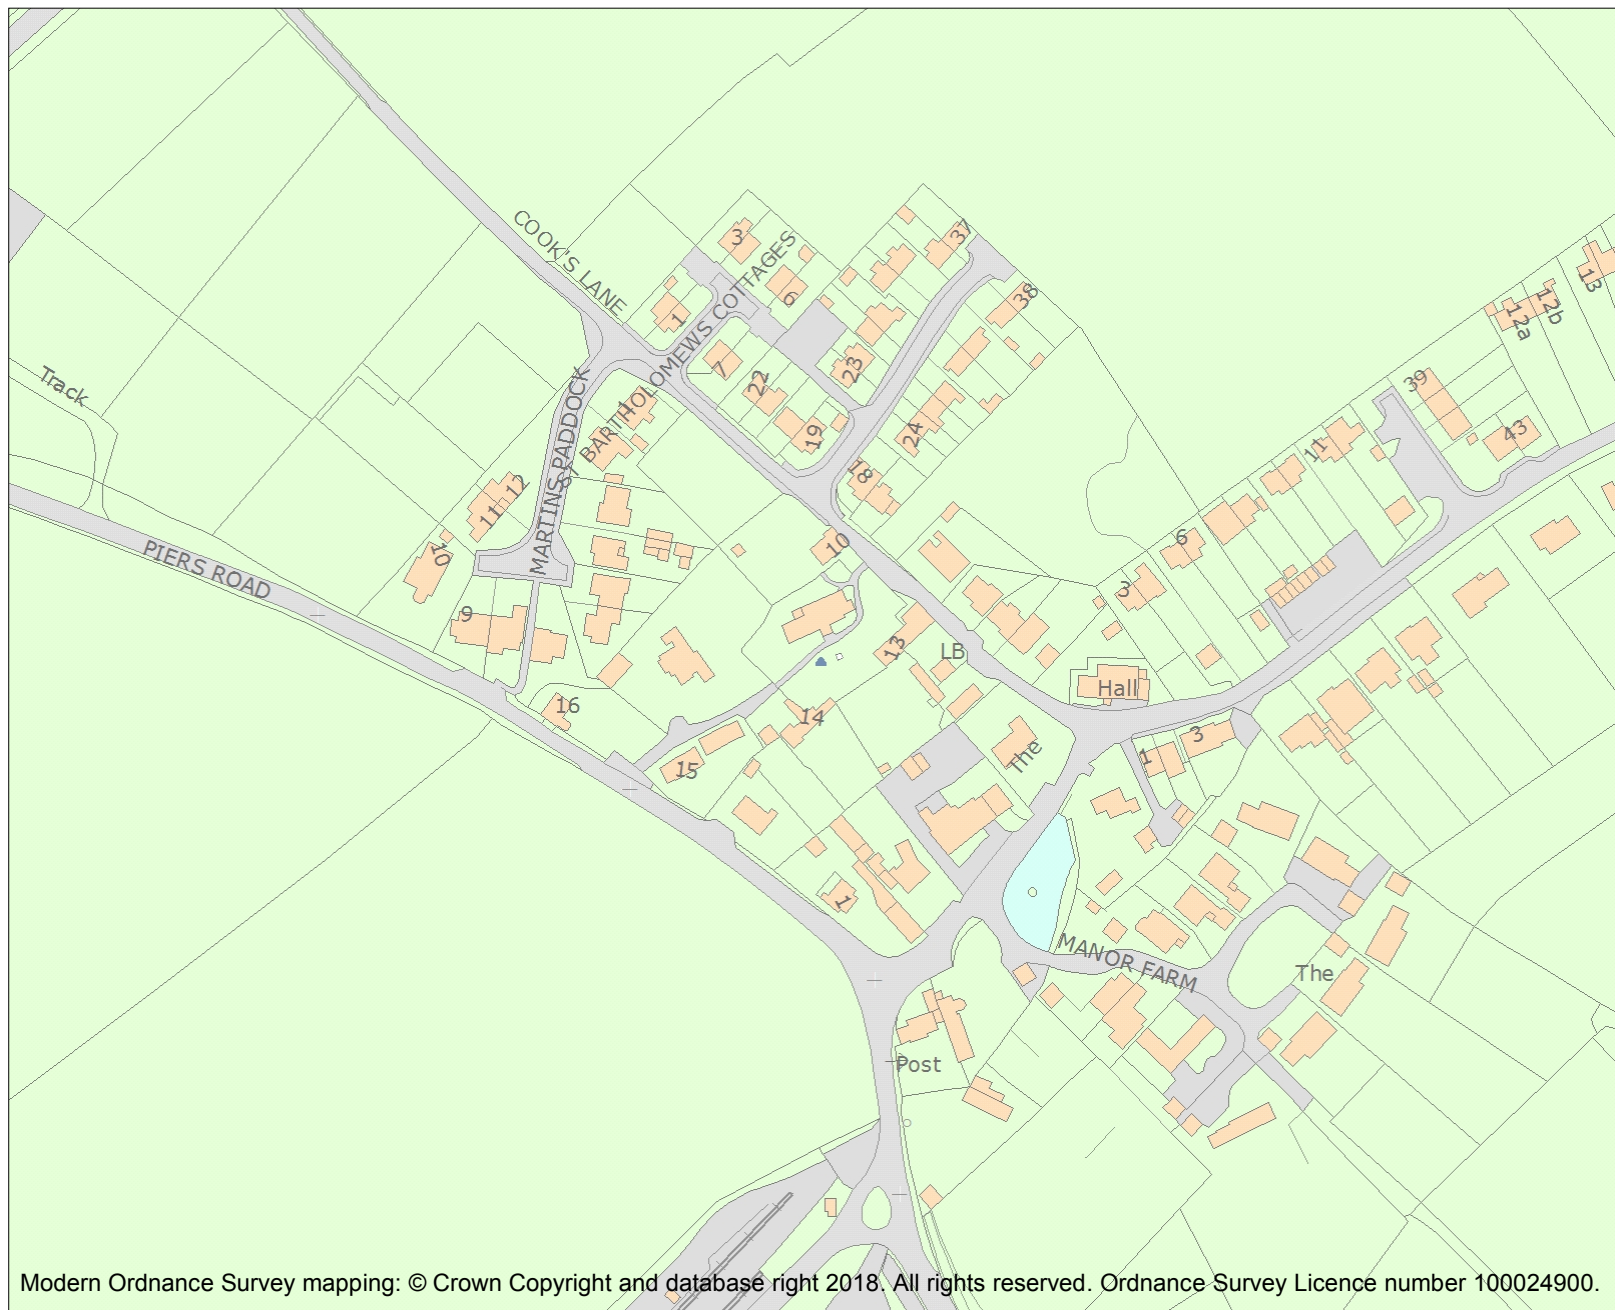 3
37
COOK'S LANE
ST BARTHOLOMEWS COTTAGES
6
38
13
12b
12a
1
7
22
23
39
Track
MARTINS PADDOCK
1
19
24
43
11
18
12
11
10
PIERS ROAD
10
6
3
9
13
LB
Hall
16
14
15
The
1
3
1
MANOR FARM
The
Post
Modern Ordnance Survey mapping: © Crown Copyright and database right 2018. All rights reserved. Ordnance Survey Licence number 100024900.